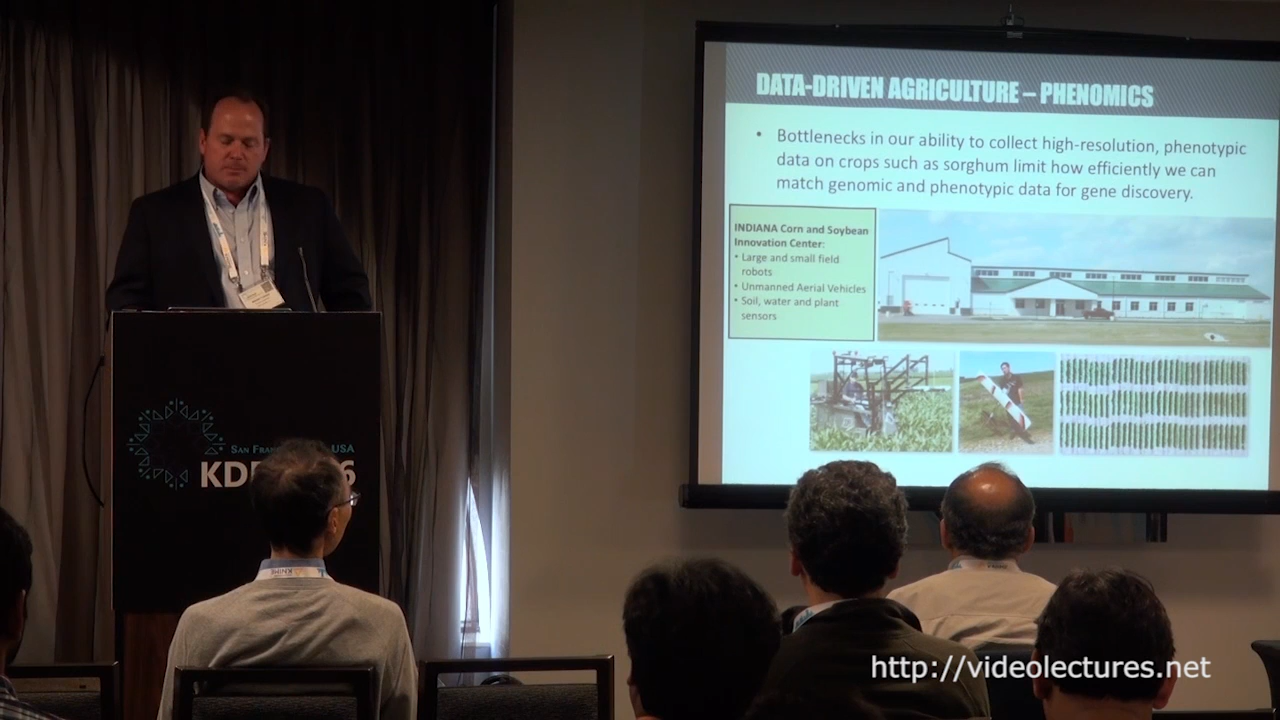 DATA-DRIVEN AGRICULTURE – PHENOMICS
• Bottlenecks in our ability to collect high-resolution, phenotypic
data on crops such as sorghum limit how efficiently we can
match genomic and phenotypic data for gene discovery.
INDIANA Corn and Soybean
Innovation Center:
• Large and small field
robots
• Unmanned Aerial Vehicles
• Soil, water and plant
sensors
SAN USA
KNIME
http://videolectures.net